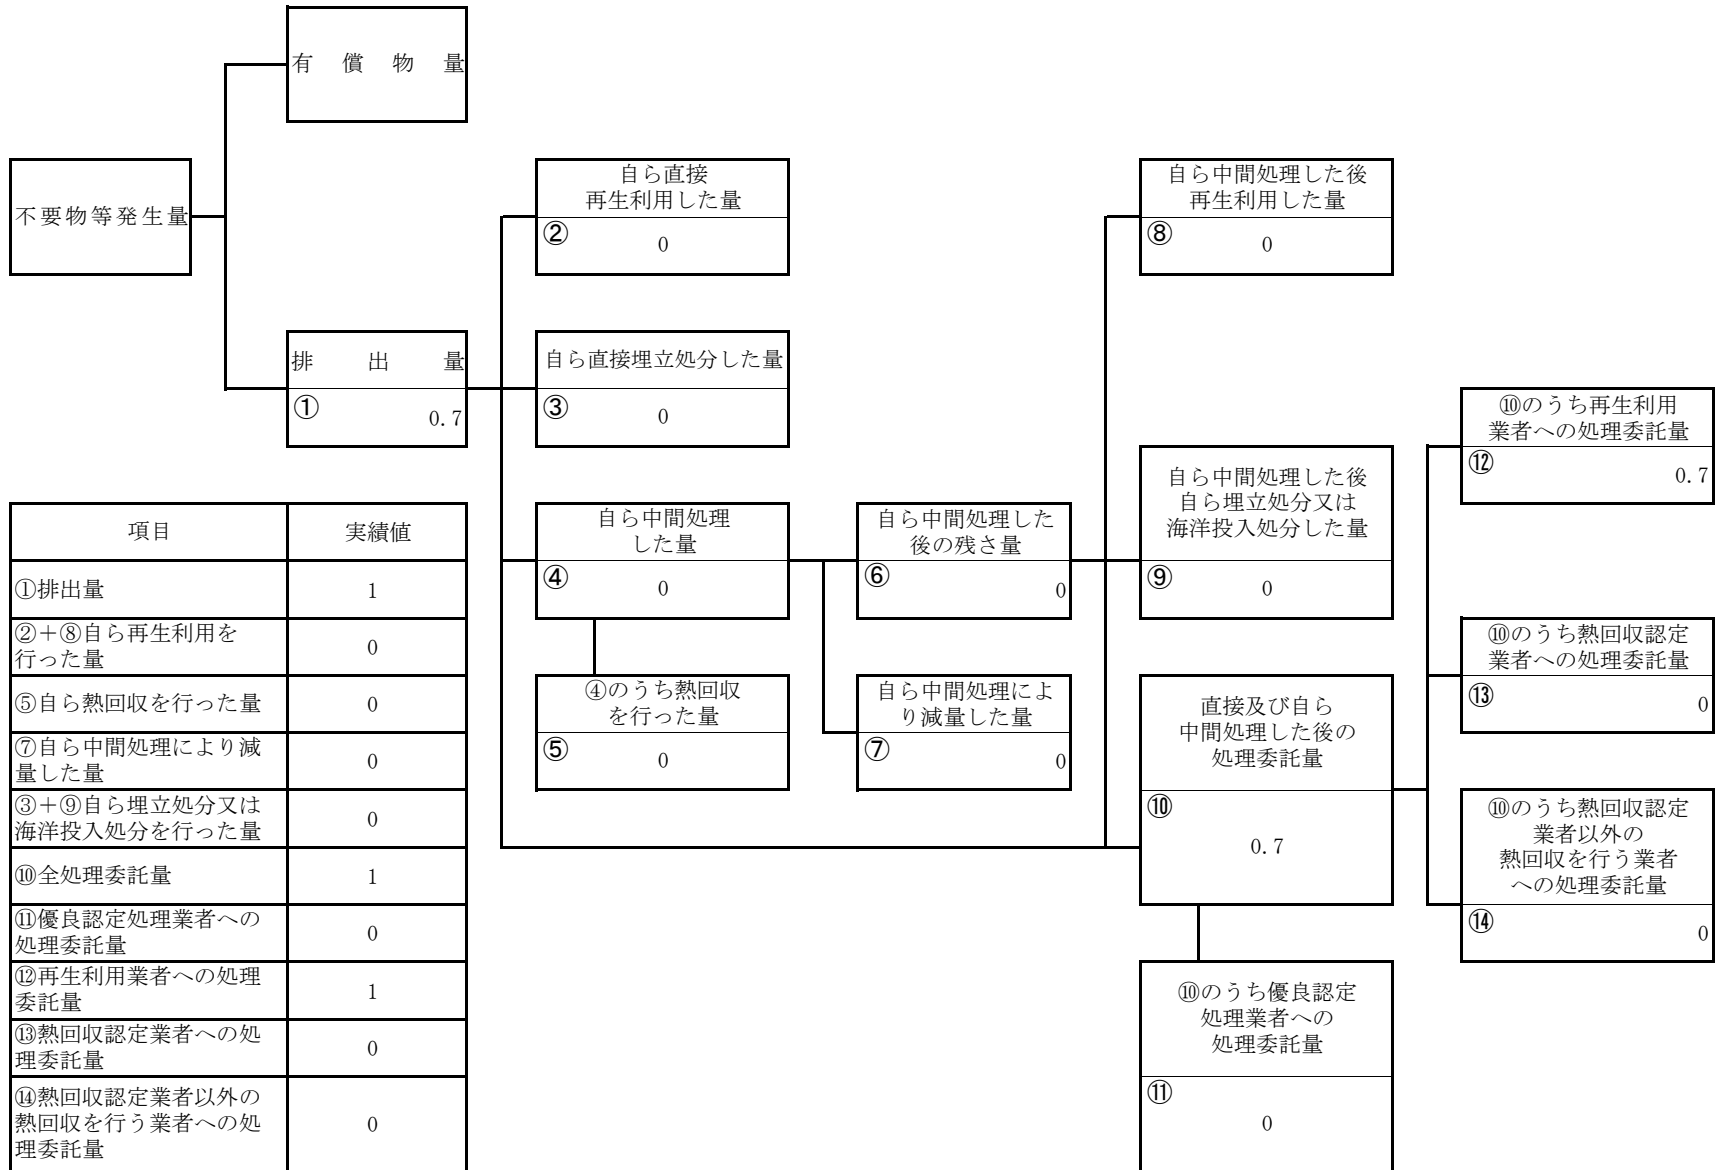 有償物量
不要物等発生量
排出量
①
0.7
自ら直接
再生利用した量
②
0
自ら直接埋立処分した量
③
0
自ら中間処理
した量
④
0
④のうち熱回収
を行った量
⑤
0
自ら中間処理した
後の残さ量
⑥
0
自ら中間処理によ
り減量した量
⑦
0
自ら中間処理した後
再生利用した量
⑧
0
自ら中間処理した後
自ら埋立処分又は
海洋投入処分した量
⑨
0
直接及び自ら
中間処理した後の
処理委託量
⑩
0.7
⑩のうち優良認定
処理業者への
処理委託量
⑪
0
⑩のうち再生利用
業者への処理委託量
⑫
0.7
⑩のうち熱回収認定
業者への処理委託量
⑬
0
⑩のうち熱回収認定
業者以外の
熱回収を行う業者
への処理委託量
⑭
0
項目 実績値
①排出量 1
②＋⑧自ら再生利用を
行った量 0
⑤自ら熱回収を行った量 0
⑦自ら中間処理により減
量した量 0
③＋⑨自ら埋立処分又は
海洋投入処分を行った量 0
⑩全処理委託量 1
⑪優良認定処理業者への
処理委託量 0
⑫再生利用業者への処理
委託量 1
⑬熱回収認定業者への処
理委託量 0
⑭熱回収認定業者以外の
熱回収を行う業者への処
理委託量 0